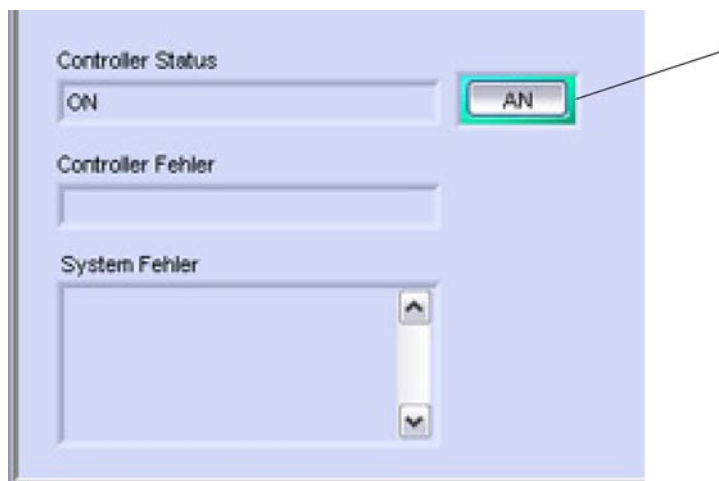 Controller Status
ON
AN
Controller Fehler
System Fehler